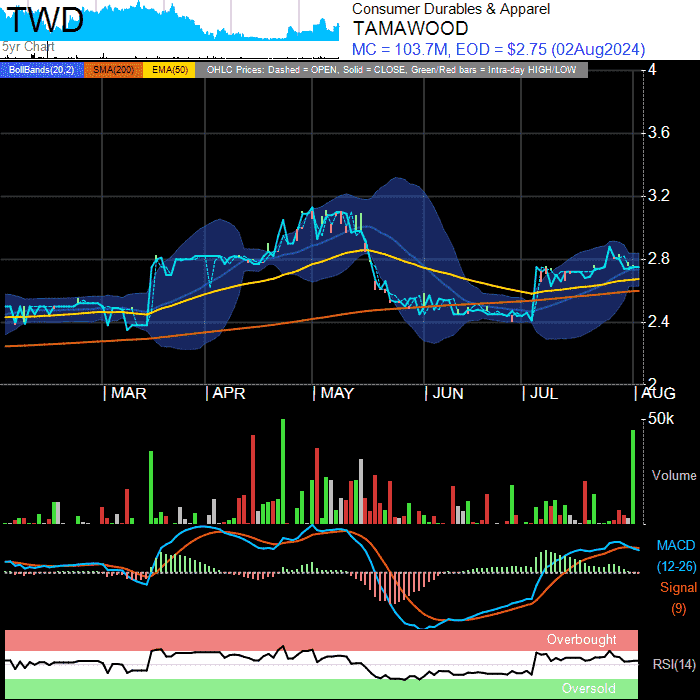 TWD
5yr Chart
Consumer Durables & Apparel
TAMAWOOD
MC = 103.7M, EOD = $2.75 (02Aug2024)
BollBands(20,2) SMA(200) EMA(50) OHLC Prices: Dashed = OPEN, Solid = CLOSE, Green/Red bars = Intra-day HIGH/LOW
4
3.6
3.2
2.8
2.4
2
MAR APR MAY JUN JUL AUG
50k
Volume
MACD
(12-26)
Signal
(9)
Overbought
RSI(14)
Oversold